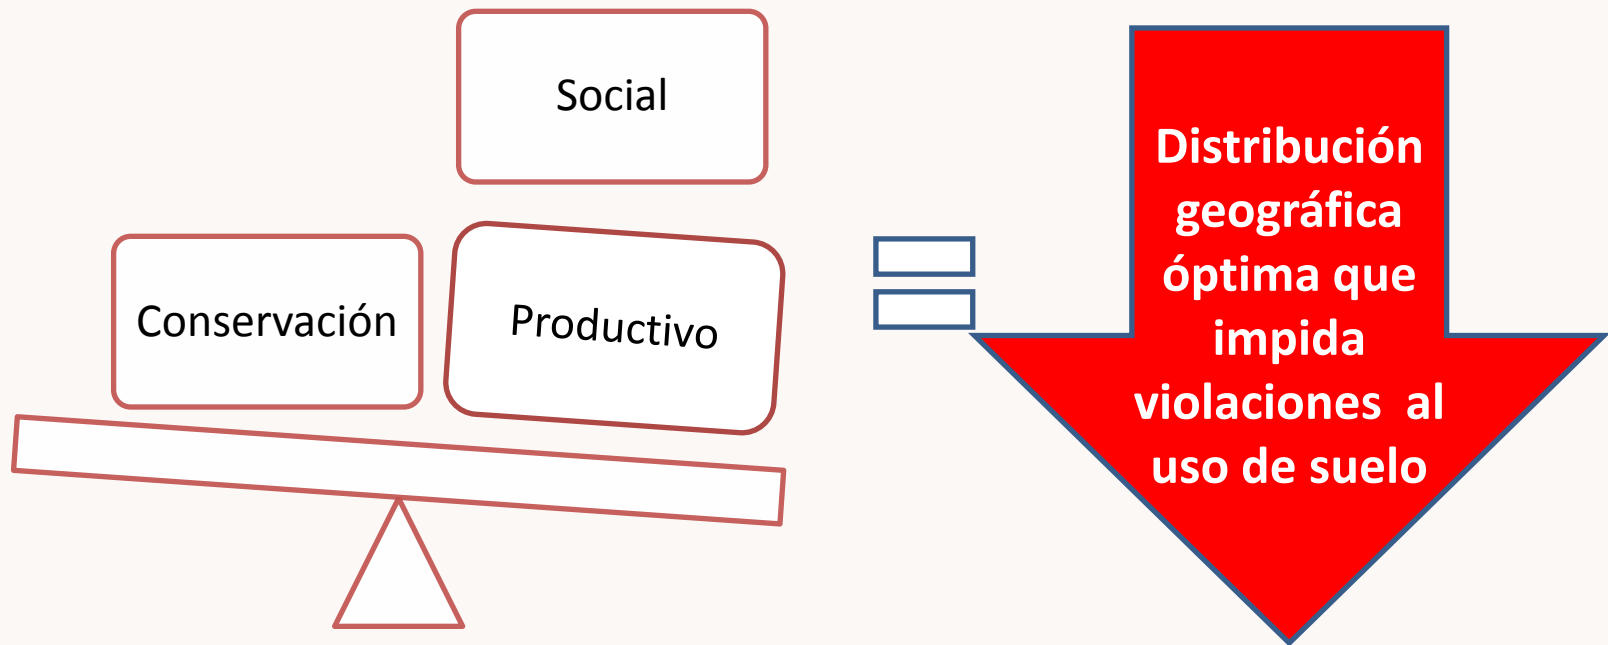 Social
Conservación
Productivo
Distribución
geográfica
óptima que
impida
violaciones al
uso de suelo